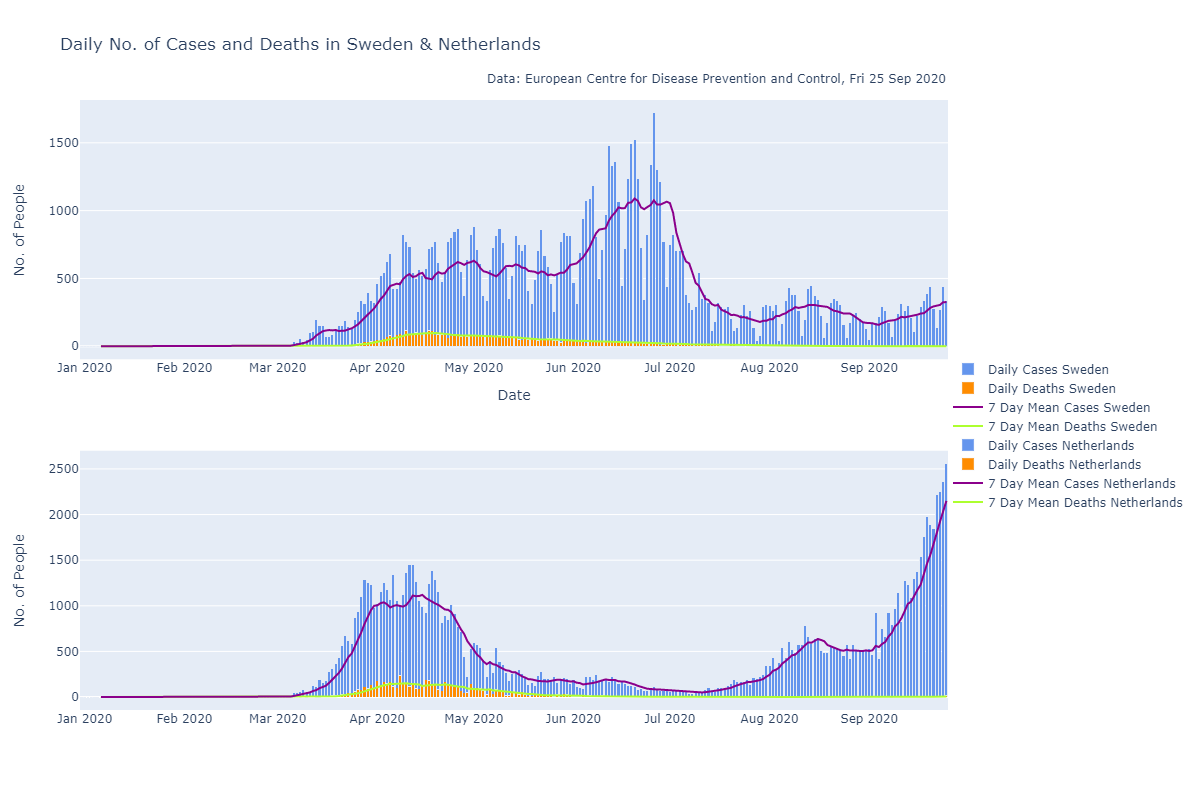 Daily No. of Cases and Deaths in Sweden & Netherlands
Data: European Centre for Disease Prevention and Control, Fri 25 Sep 2020
No. of People
1500
1000
500
0
Jan 2020 Feb 2020 Mar 2020 Apr 2020 May 2020 Jun 2020 Jul 2020 Aug 2020 Sep 2020
Date
Daily Cases Sweden
Daily Deaths Sweden
7 Day Mean Cases Sweden
7 Day Mean Deaths Sweden
Daily Cases Netherlands
Daily Deaths Netherlands
7 Day Mean Cases Netherlands
7 Day Mean Deaths Netherlands
No. of People
2500
2000
1500
1000
500
0
Jan 2020 Feb 2020 Mar 2020 Apr 2020 May 2020 Jun 2020 Jul 2020 Aug 2020 Sep 2020